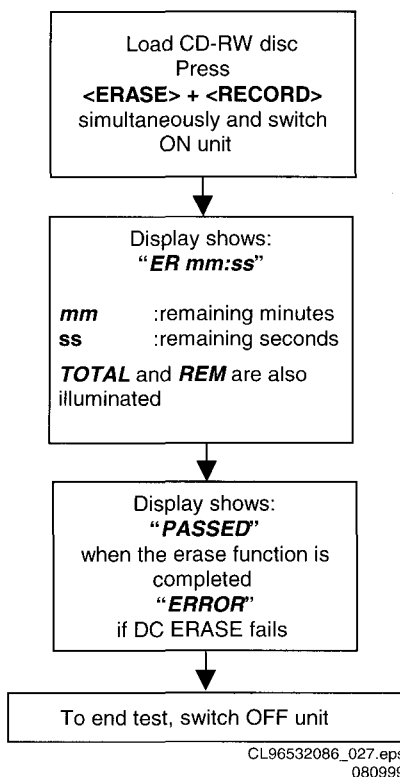 Load CD-RW disc
Press
<ERASE> + <RECORD>
simultaneously and switch
ON unit
Display shows:
“ER mm:ss”
mm :remaining minutes
ss :remaining seconds
TOTAL and REM are also
illuminated
Display shows:
“PASSED”
when the erase function is
completed
“ERROR”
if DC ERASE fails
To end test, switch OFF unit
CL96532086_027.eps
080999